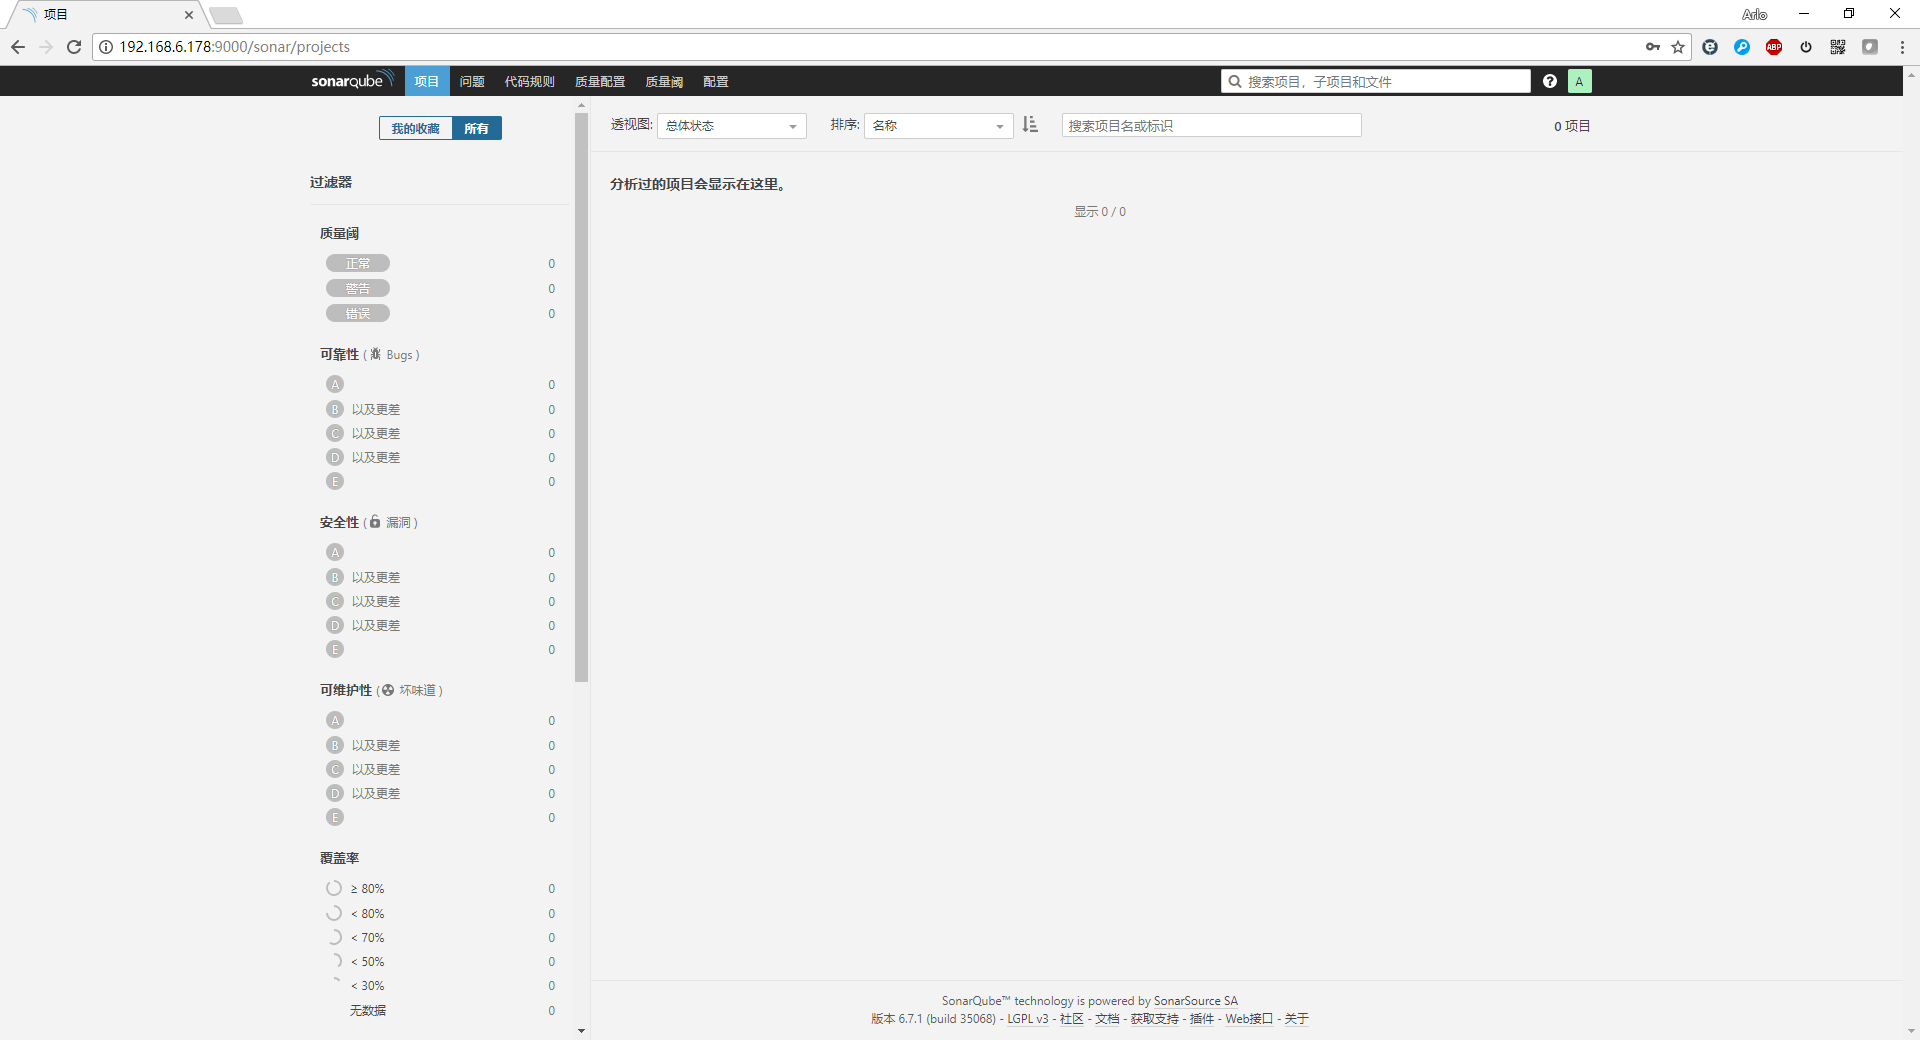 项目
Arlo
192.168.6.178:9000/sonar/projects
ABP
sonarqube 项目 问题 代码规则 质量配置 质量阈 配置 搜索项目，子项目和文件 A
我的收藏 所有
透视图: 总体状态 排序: 名称 搜索项目名或标识 0 项目
过滤器
分析过的项目会显示在这里。
显示 0 / 0
质量阈
正常 0
警告 0
错误 0
可靠性 ( Bugs )
A 0
B 以及更差 0
C 以及更差 0
D 以及更差 0
E 0
安全性 ( 漏洞 )
A 0
B 以及更差 0
C 以及更差 0
D 以及更差 0
E 0
可维护性 ( 坏味道 )
A 0
B 以及更差 0
C 以及更差 0
D 以及更差 0
E 0
覆盖率
≥ 80% 0
< 80% 0
< 70% 0
< 50% 0
< 30% 0
无数据 0
SonarQube™ technology is powered by SonarSource SA
版本 6.7.1 (build 35068) - LGPL v3 - 社区 - 文档 - 获取支持 - 插件 - Web接口 - 关于